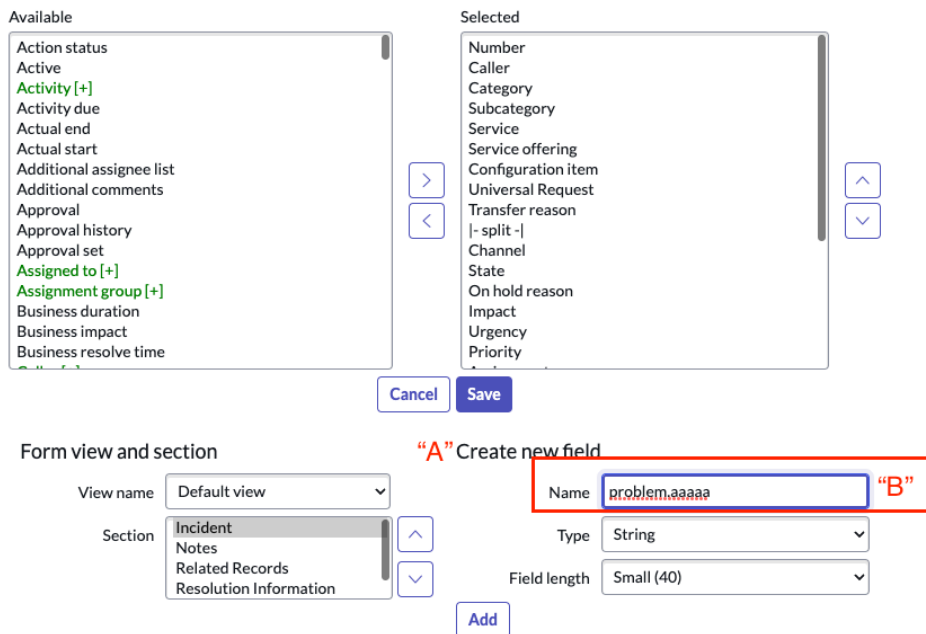 Available
Action status
Active
Activity [+]
Activity due
Actual end
Actual start
Additional assignee list
Additional comments
Approval
Approval history
Approval set
Assigned to [+]
Assignment group [+]
Business duration
Business impact
Business resolve time
Selected
Number
Caller
Category
Subcategory
Service
Service offering
Configuration item
Universal Request
Transfer reason
|- split -|
Channel
State
On hold reason
Impact
Urgency
Priority
Cancel
Save
Form view and section
View name
Default view
Section
Incident
Notes
Related Records
Resolution Information
“A” Create new field
Name
problem.aaaaa
“B”
Type
String
Field length
Small (40)
Add